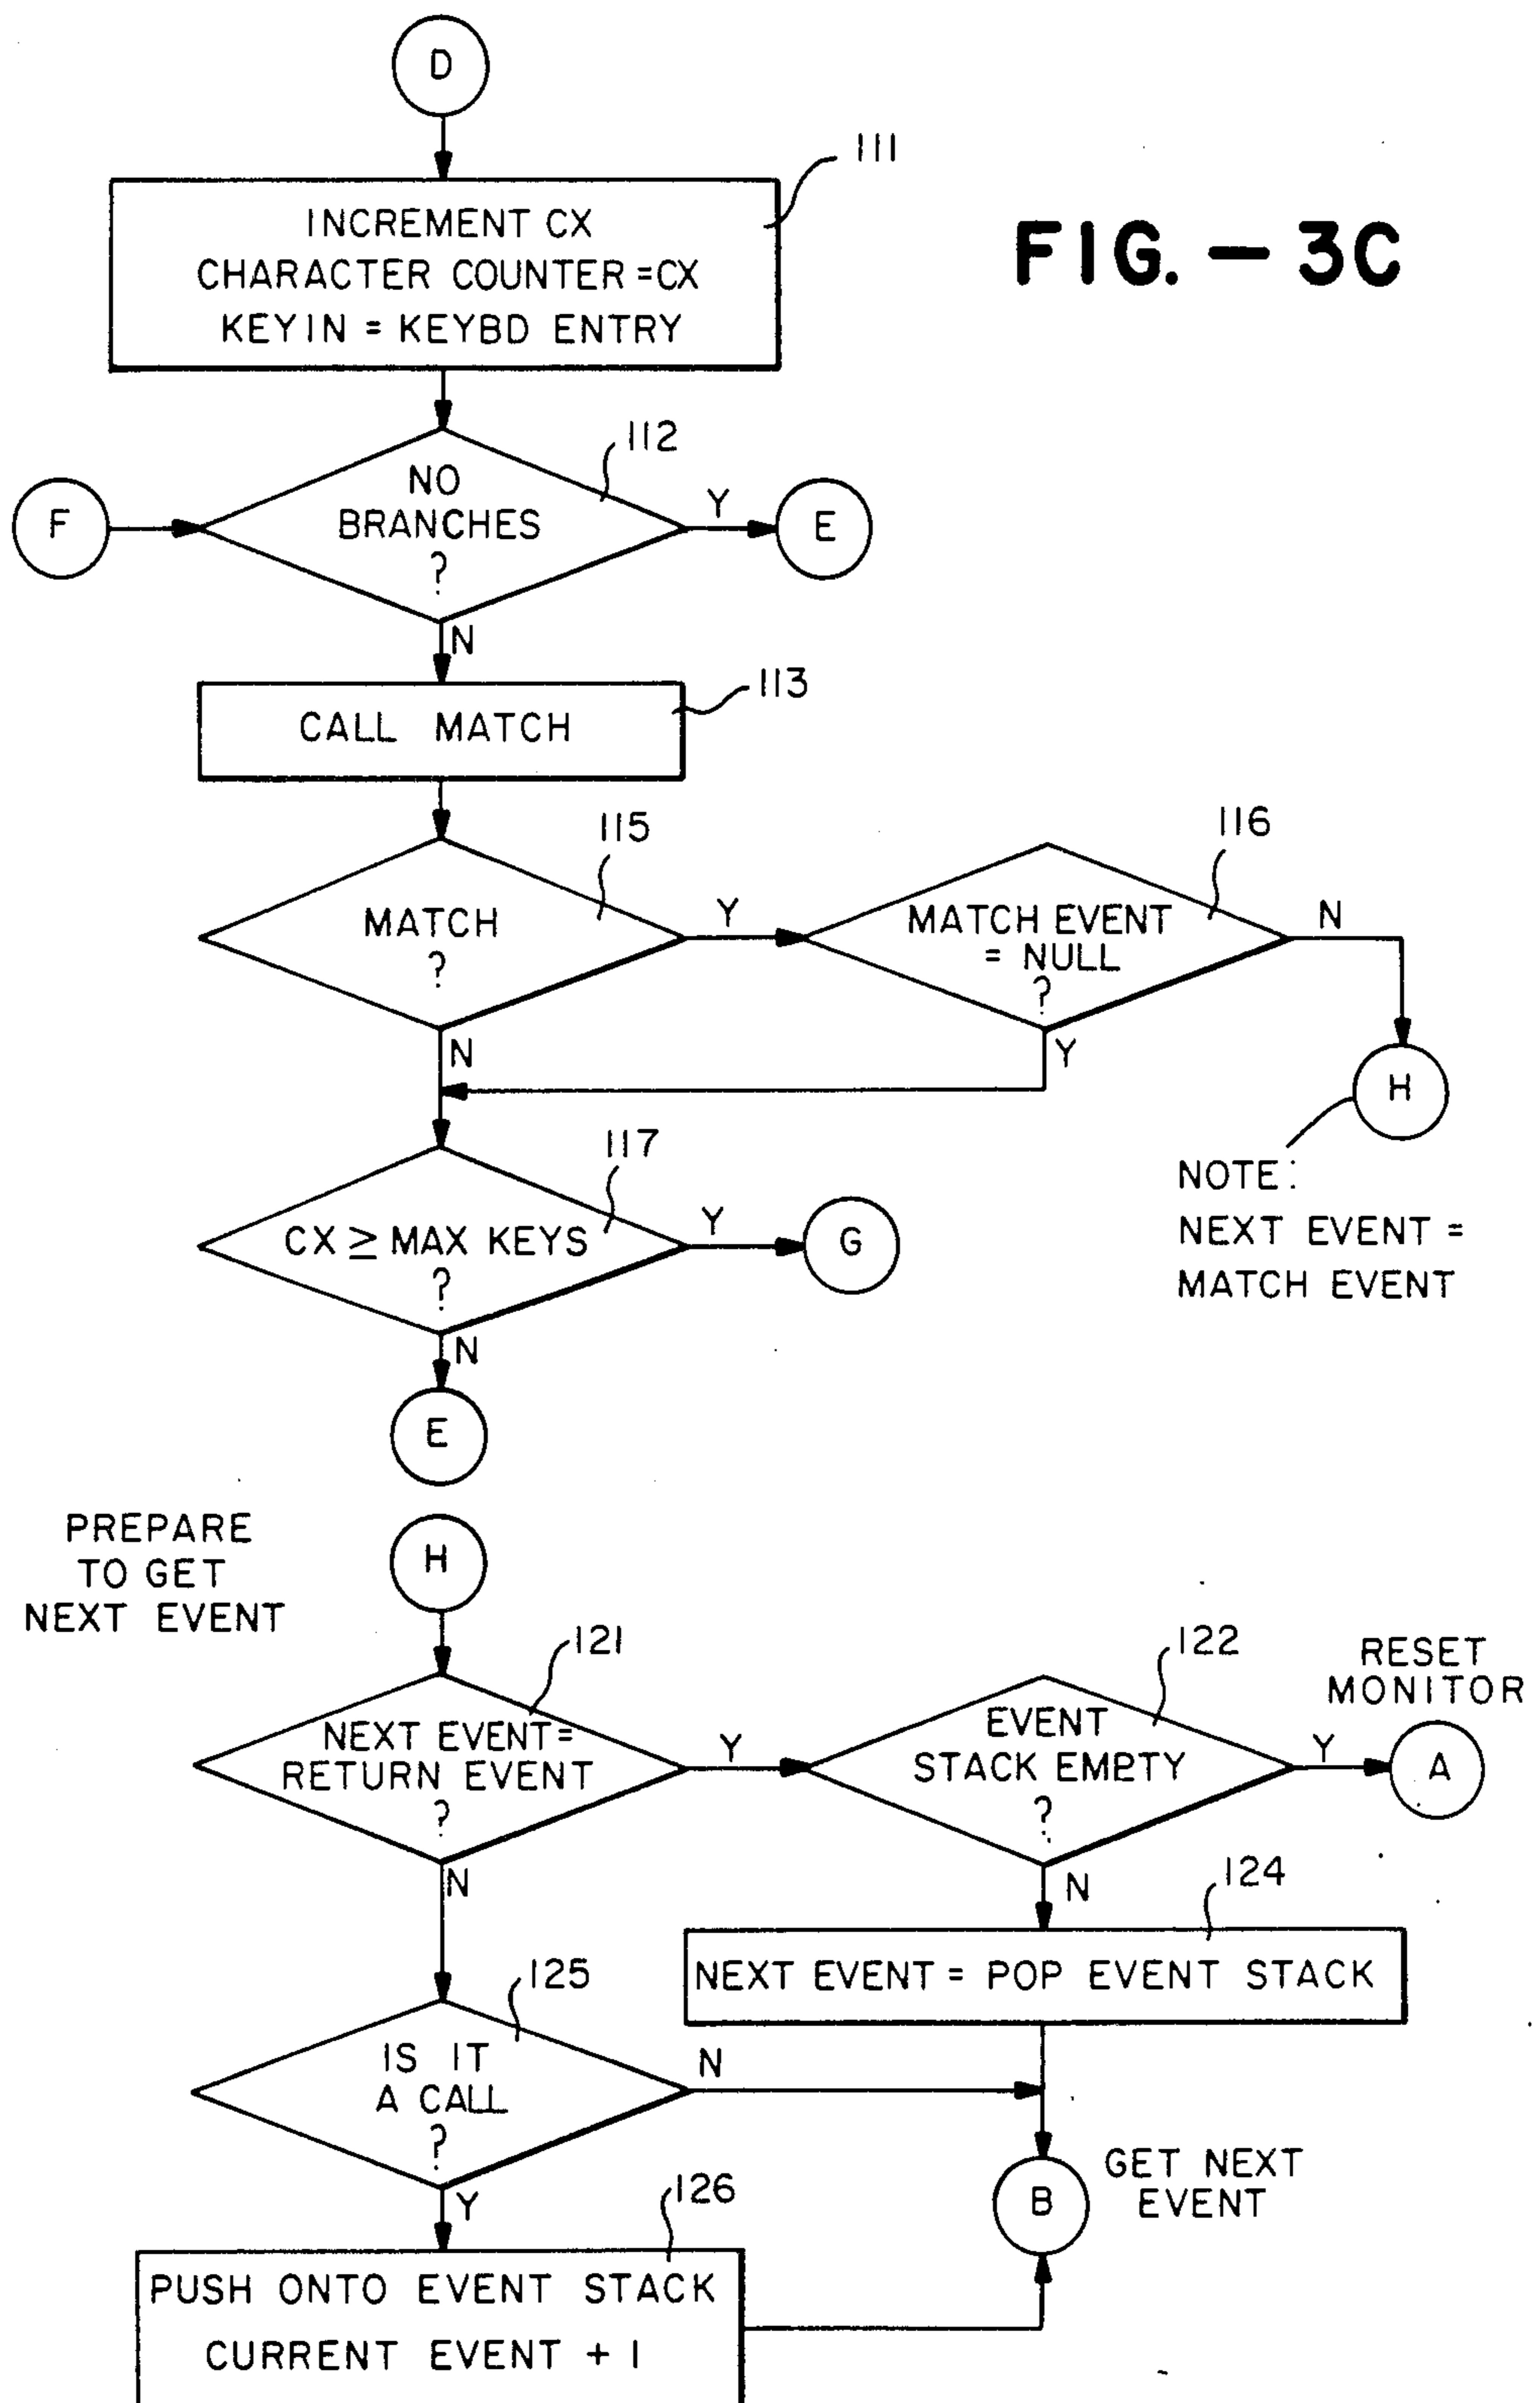 D
111
INCREMENT CX
CHARACTER COUNTER = CX
KEYIN = KEYBD ENTRY
FIG. — 3C
112
F
NO
BRANCHES
?
Y
E
N
113
CALL MATCH
115
MATCH
?
Y
116
MATCH EVENT
= NULL
?
N
N
Y
H
NOTE:
NEXT EVENT =
MATCH EVENT
117
CX ≥ MAX KEYS
?
Y
G
N
E
PREPARE
TO GET
NEXT EVENT
H
121
NEXT EVENT =
RETURN EVENT
?
Y
122
EVENT
STACK EMPTY
?
Y
RESET
MONITOR
A
N
N
124
NEXT EVENT = POP EVENT STACK
125
IS IT
A CALL
?
N
Y
B
GET NEXT
EVENT
126
PUSH ONTO EVENT STACK
CURRENT EVENT + 1